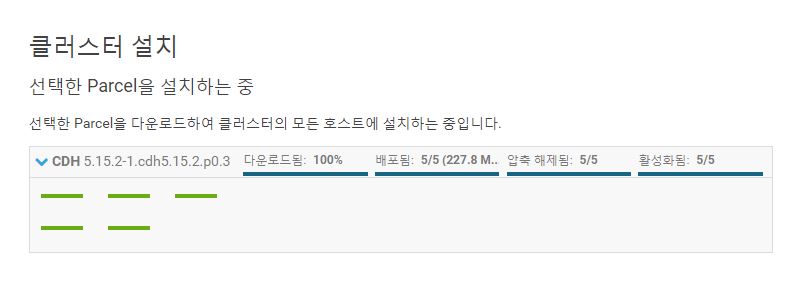 클러스터 설치
선택한 Parcel을 설치하는 중
선택한 Parcel을 다운로드하여 클러스터의 모든 호스트에 설치하는 중입니다.
CDH 5.15.2-1.cdh5.15.2.p0.3 다운로드됨: 100% 배포됨: 5/5 (227.8 M... 압축 해제됨: 5/5 활성화됨: 5/5